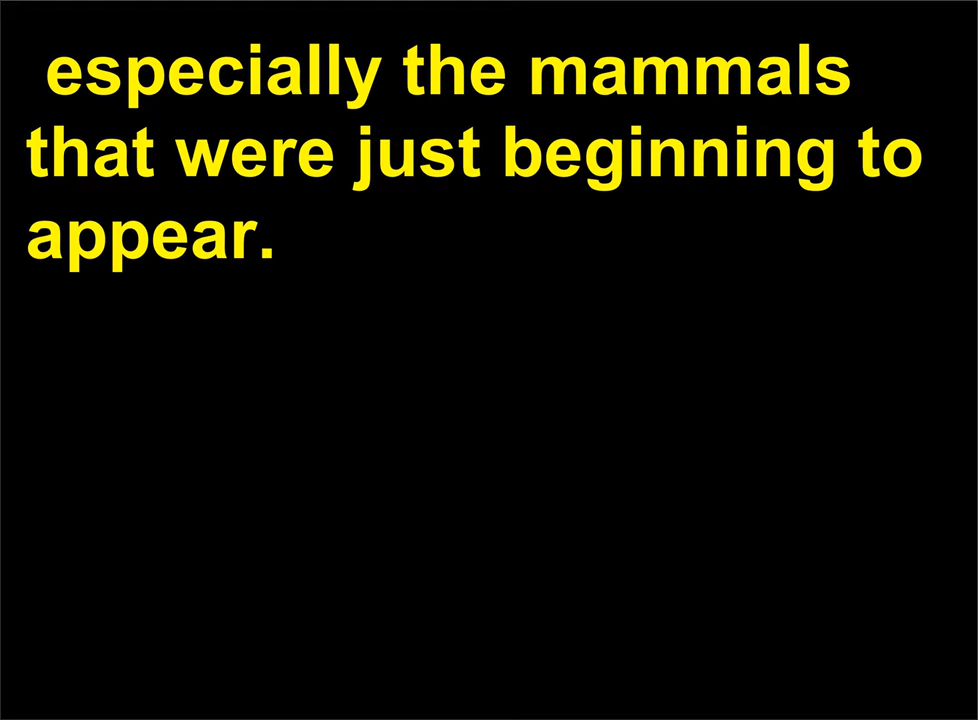 especially the mammals
that were just beginning to
appear.